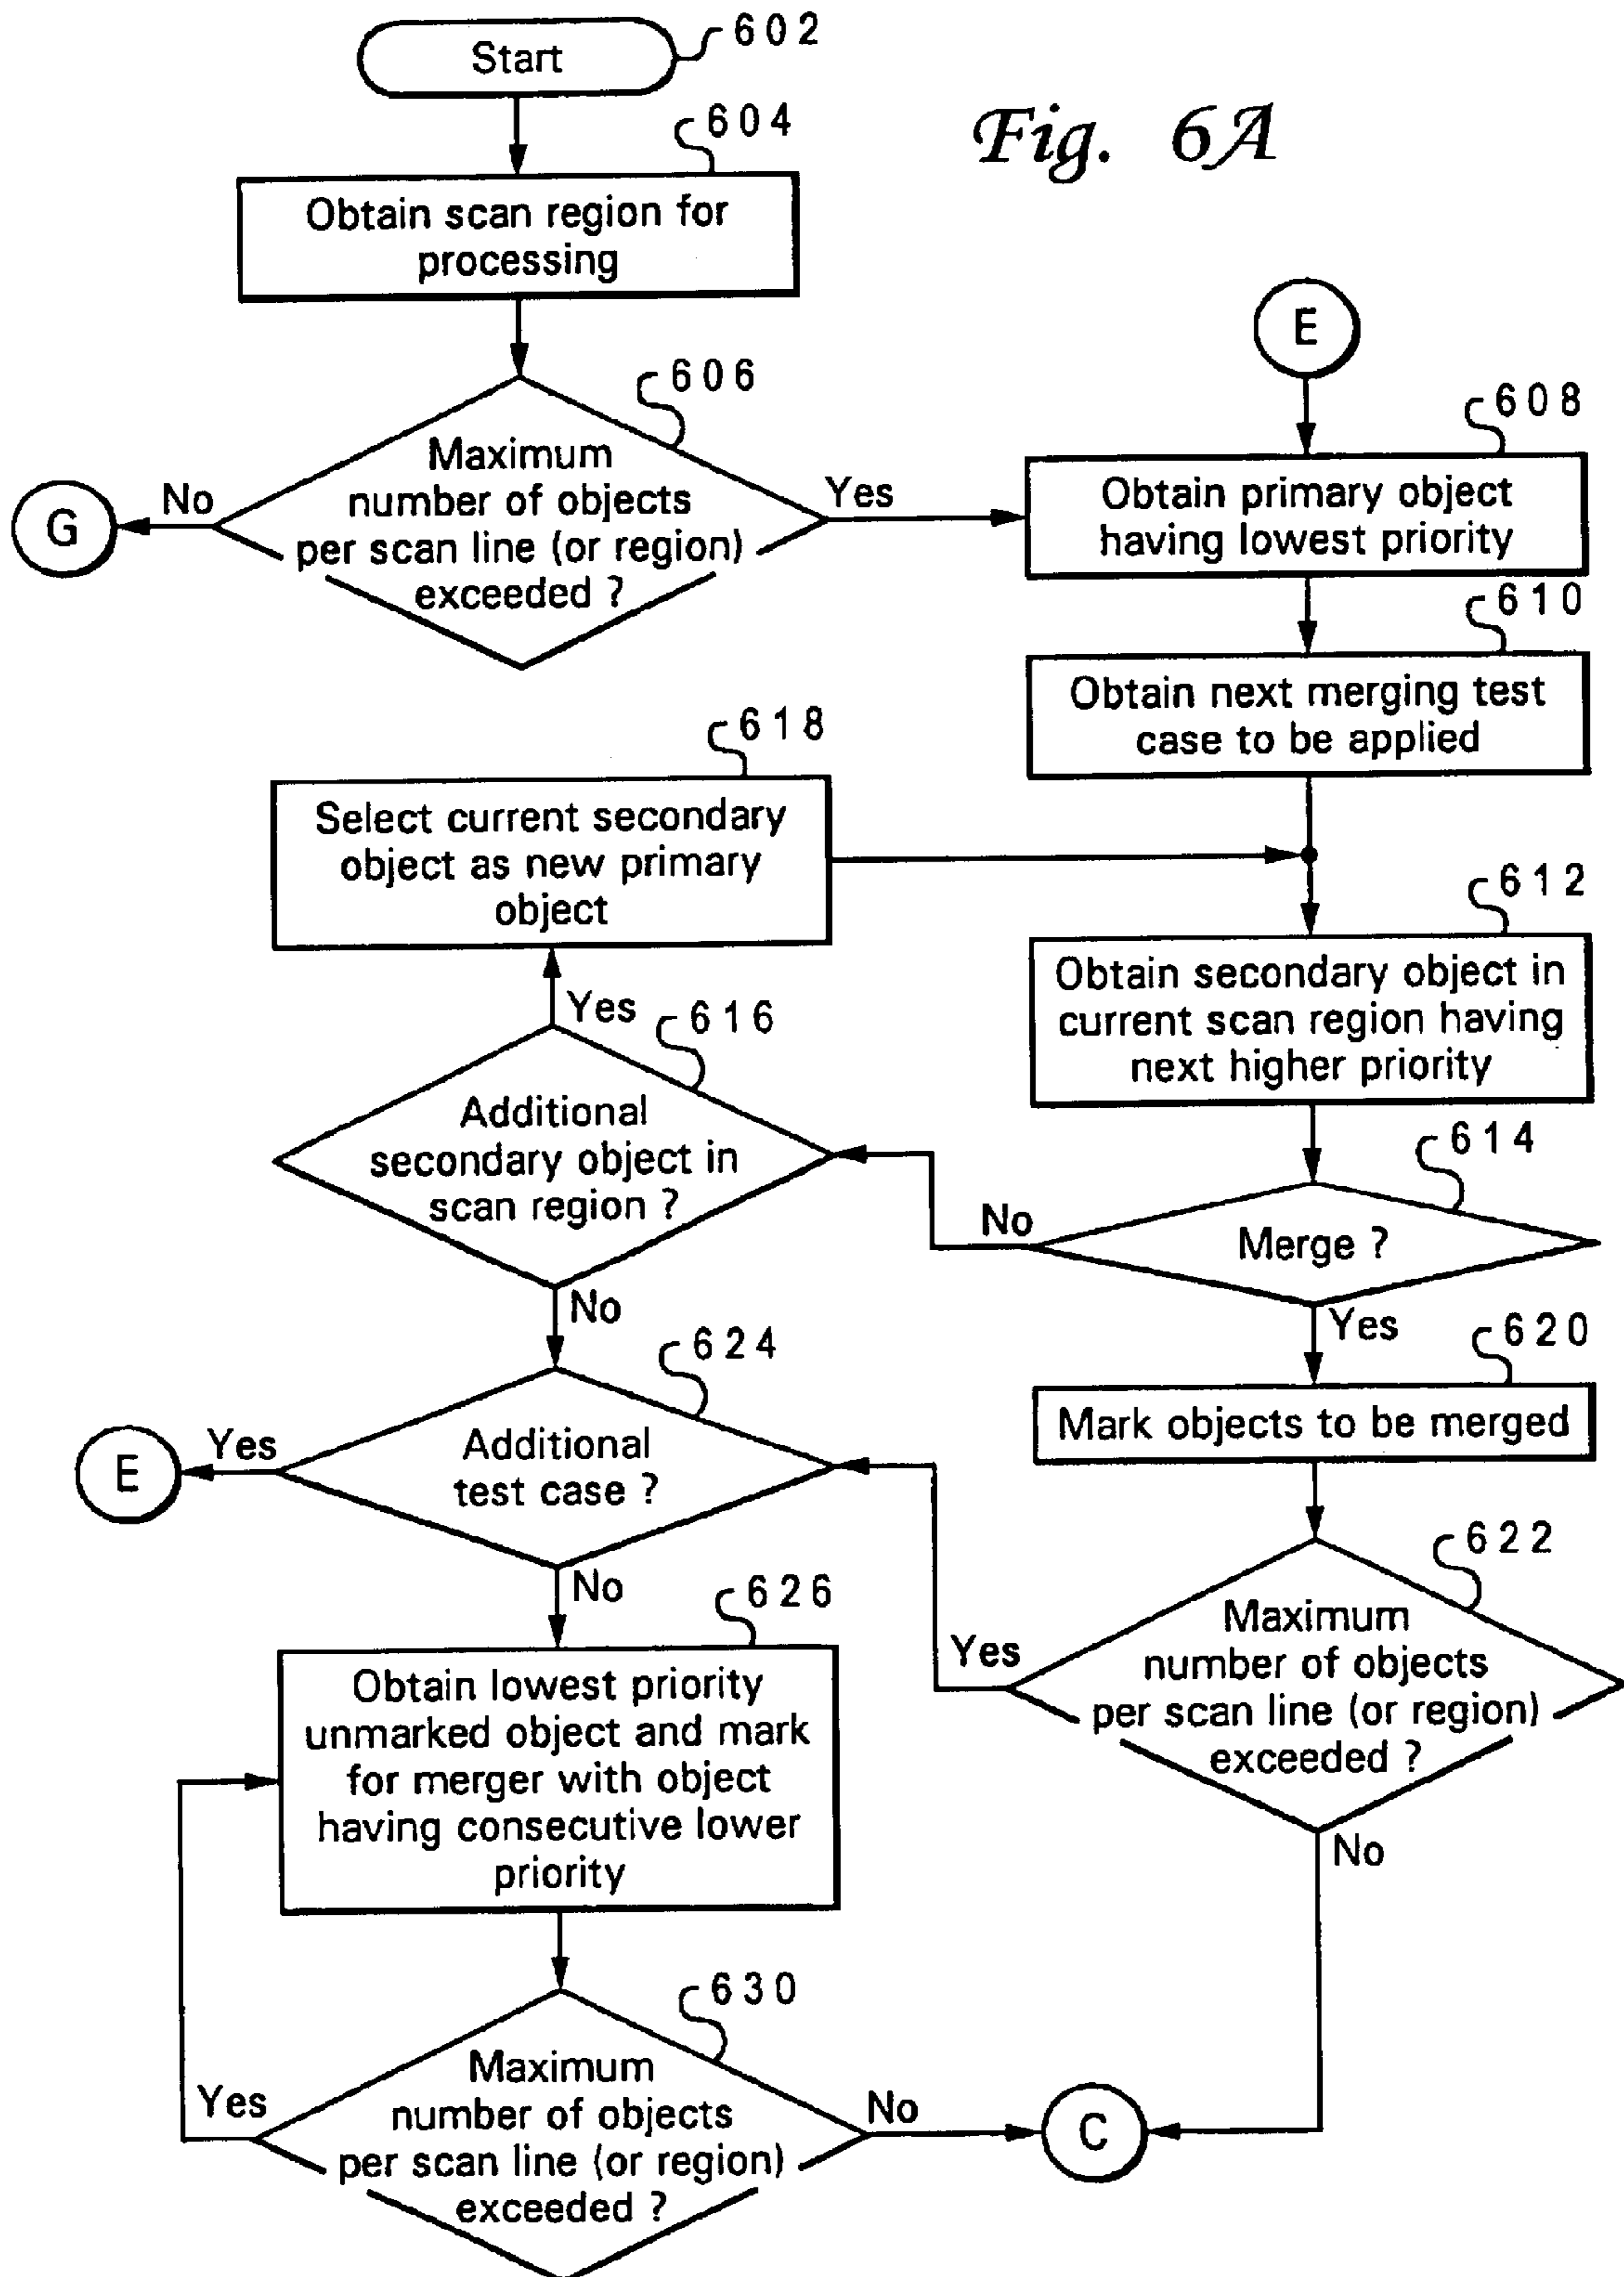 Start
602
Fig. 6A
604
Obtain scan region for
processing
E
606
Maximum
number of objects
per scan line (or region)
exceeded ?
No
G
Yes
608
Obtain primary object
having lowest priority
610
Obtain next merging test
case to be applied
618
Select current secondary
object as new primary
object
612
Obtain secondary object in
current scan region having
next higher priority
Yes
616
Additional
secondary object in
scan region ?
614
Merge ?
No
No
Yes
620
Mark objects to be merged
624
Additional
test case ?
Yes
E
No
622
Maximum
number of objects
per scan line (or region)
exceeded ?
Yes
No
626
Obtain lowest priority
unmarked object and mark
for merger with object
having consecutive lower
priority
630
Maximum
number of objects
per scan line (or region)
exceeded ?
Yes
No
C